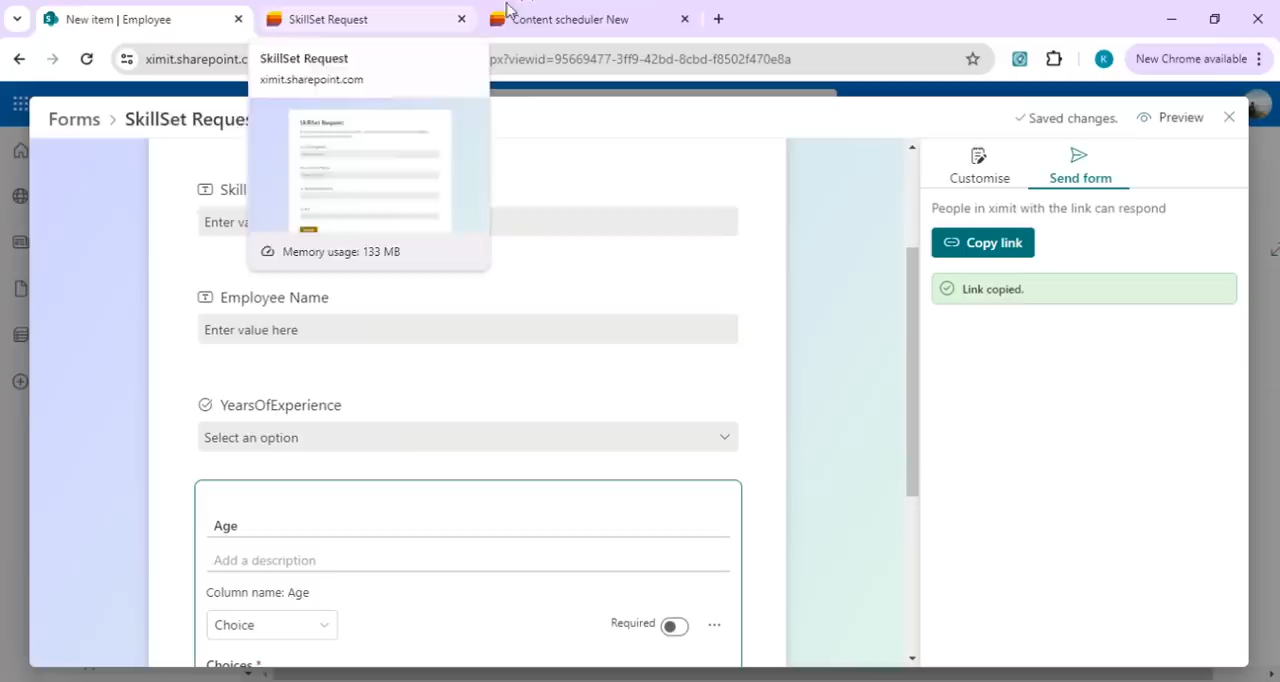 New item | Employee
SkillSet Request
Content scheduler New
ximit.sharepoint.c
px?viewid=95669477-3ff9-42bd-8cbd-f8502f470e8a
K
New Chrome available
SkillSet Request
ximit.sharepoint.com
Forms > SkillSet Reques
Saved changes.
Preview
SkillSet Request
Customise
Send form
Skill
Enter va
People in ximit with the link can respond
Copy link
Memory usage: 133 MB
Link copied.
Employee Name
Enter value here
YearsOfExperience
Select an option
Age
Add a description
Column name: Age
Choice
Required
Choices *